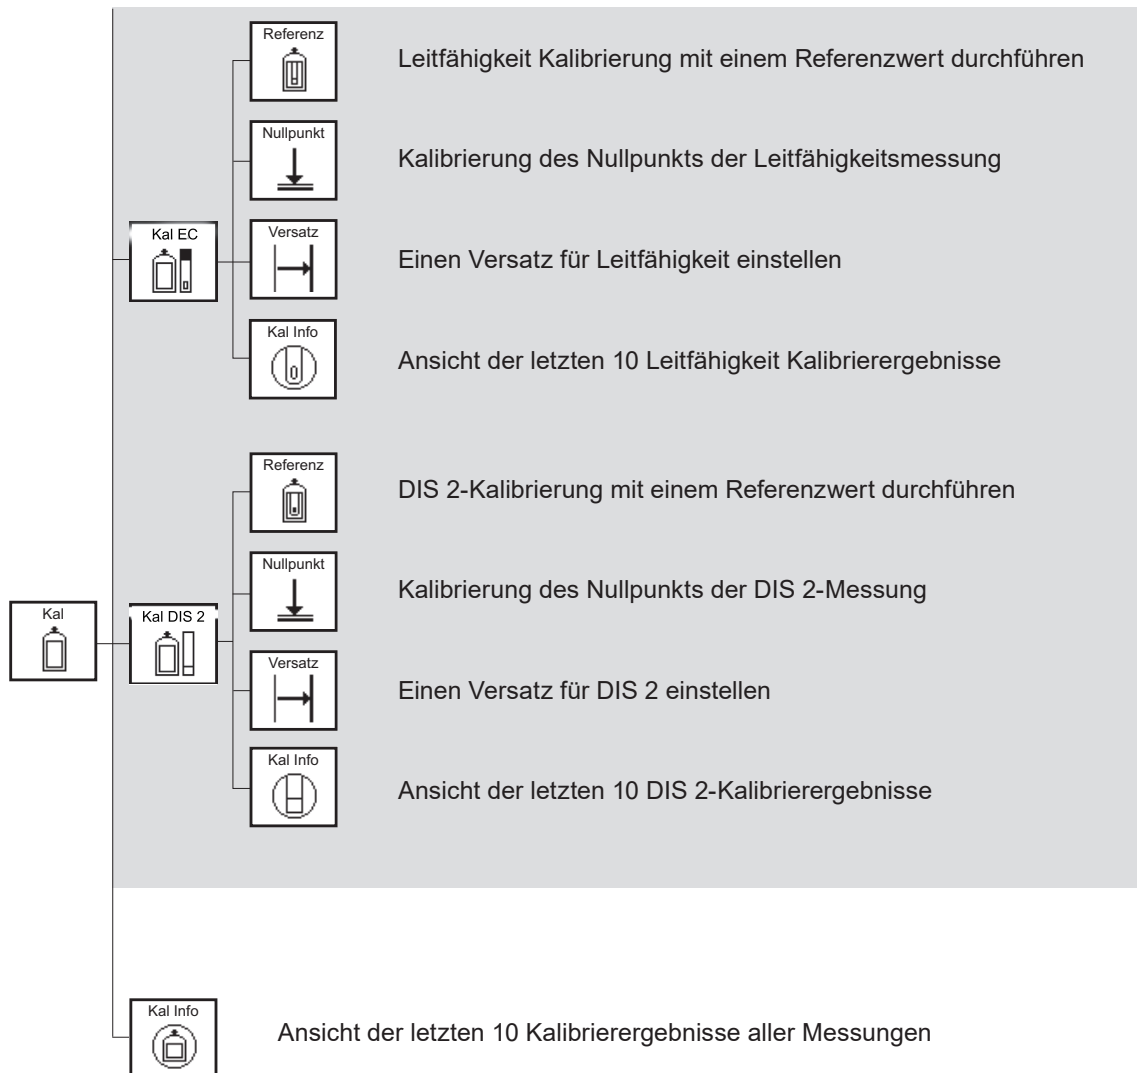 Referenz
Leitfähigkeit Kalibrierung mit einem Referenzwert durchführen
Nullpunkt
Kalibrierung des Nullpunkts der Leitfähigkeitsmessung
Kal EC
Versatz
Einen Versatz für Leitfähigkeit einstellen
Kal Info
Ansicht der letzten 10 Leitfähigkeit Kalibrierergebnisse
Referenz
DIS 2-Kalibrierung mit einem Referenzwert durchführen
Nullpunkt
Kalibrierung des Nullpunkts der DIS 2-Messung
Kal
Kal DIS 2
Versatz
Einen Versatz für DIS 2 einstellen
Kal Info
Ansicht der letzten 10 DIS 2-Kalibrierergebnisse
Kal Info
Ansicht der letzten 10 Kalibrierergebnisse aller Messungen